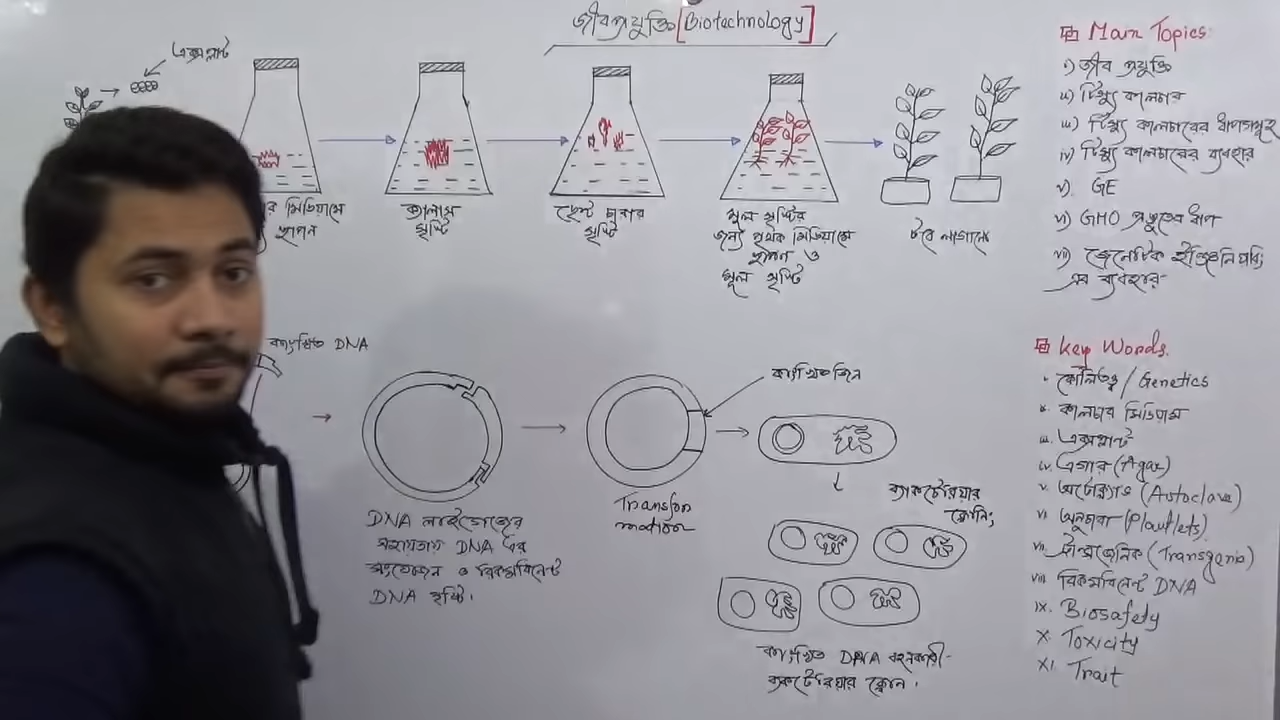 জীবপ্রযুক্তি [Biotechnology]
এক্সপ্লান্ট
মিডিয়ামে
স্থাপন
ক্যালাস
সৃষ্টি
ছোট চারার
সৃষ্টি
মূল সৃষ্টির
জন্য পৃথক মিডিয়ামে
স্থাপন ও
মূল সৃষ্টি
টবে লাগানো
কাংখিত DNA
DNA লাইগেজের
সহায়তায় DNA এর
সংযোজন ও রিকম্বিনেন্ট
DNA সৃষ্টি।
Transfor
mation
কাংখিত জিন
ব্যাকটেরিয়ার
ক্লোনিং
কাংখিত DNA বহনকারী
ব্যাকটেরিয়ার ক্লোন।
Main Topics:
i) জীব প্রযুক্তি
ii) টিস্যু কালচার
iii) টিস্যু কালচারের ধাপসমূহ
iv) টিস্যু কালচারের ব্যবহার
v). GE
vi) GMO প্রস্তুতের ধাপ
vii) জেনেটিক ইঞ্জিনিয়ারিং
এর ব্যবহার
Key Words.
i. কৌলিতত্ত্ব / Genetics
ii. কালচার মিডিয়াম
iii. এক্সপ্লান্ট
iv. এগার (Agar)
v. অটোক্লেভ (Autoclave)
vi. অনুচারা (Plantlets)
vii. ট্রান্সজেনিক (Transgenic)
viii. রিকম্বিনেন্ট DNA
ix. Biosafety
x. Toxicity
xi. Trait